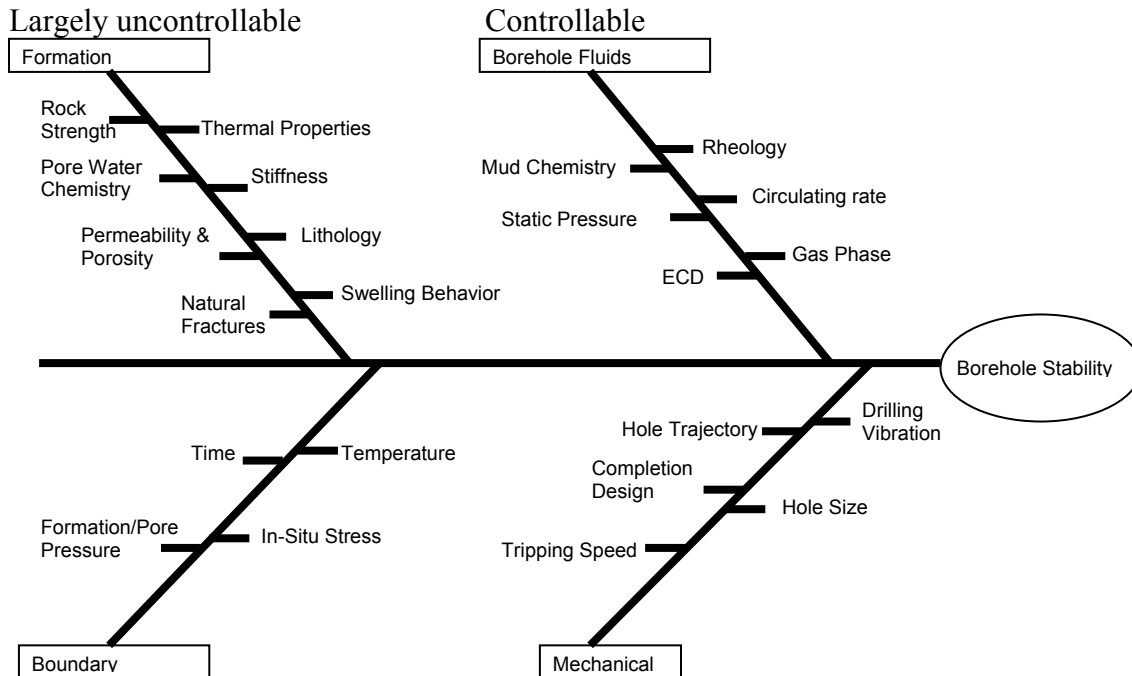 Largely uncontrollable
Controllable
Formation
Borehole Fluids
Rock
Strength
Thermal Properties
Pore Water
Chemistry
Stiffness
Permeability &
Porosity
Lithology
Swelling Behavior
Natural
Fractures
Rheology
Mud Chemistry
Circulating rate
Static Pressure
Gas Phase
ECD
Borehole Stability
Time
Temperature
Formation/Pore
Pressure
In-Situ Stress
Drilling
Vibration
Hole Trajectory
Completion
Design
Hole Size
Tripping Speed
Boundary
Mechanical